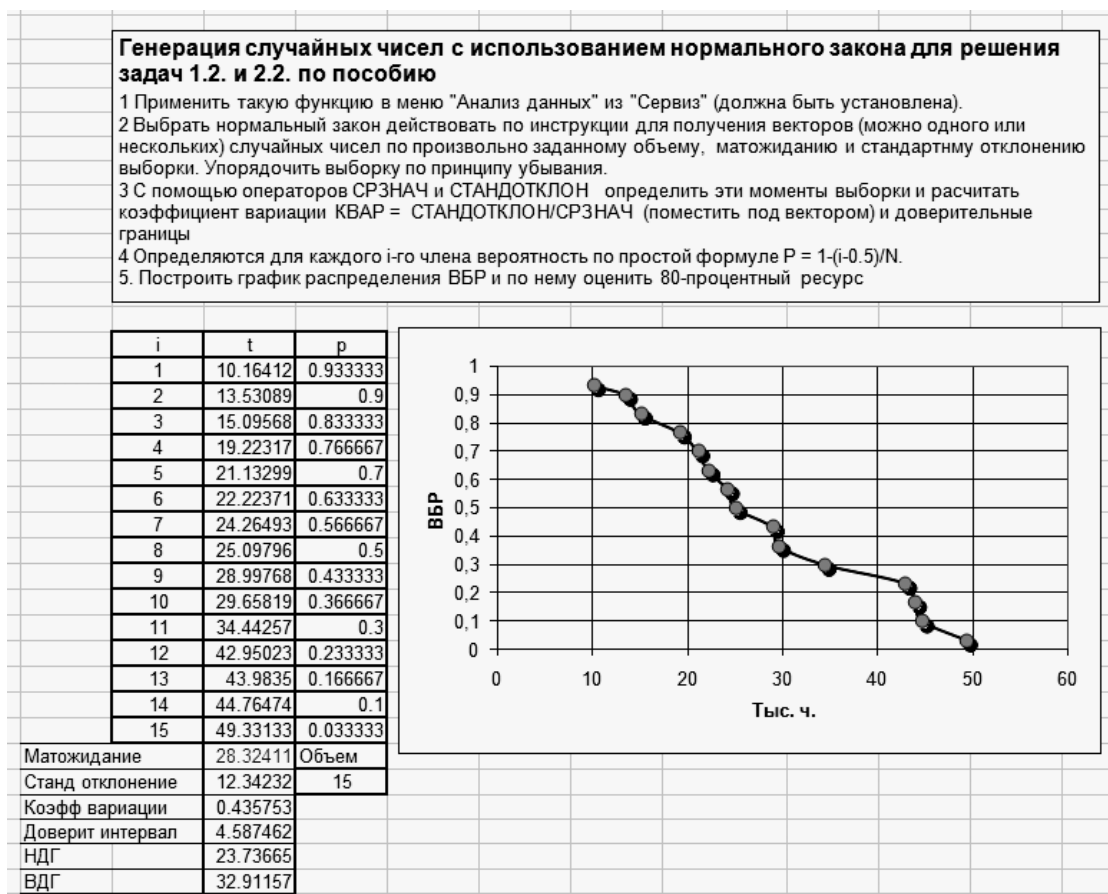 Генерация случайных чисел с использованием нормального закона для решения
задач 1.2. и 2.2. по пособию
1 Применить такую функцию в меню "Анализ данных" из "Сервиз" (должна быть установлена).
2 Выбрать нормальный закон действовать по инструкции для получения векторов (можно одного или
нескольких) случайных чисел по произвольно заданному объему, матожиданию и стандартнму отклонению
выборки. Упорядочить выборку по принципу убывания.
3 С помощью операторов СРЗНАЧ и СТАНДОТКЛОН определить эти моменты выборки и расчитать
коэффициент вариации КВАР = СТАНДОТКЛОН/СРЗНАЧ (поместить под вектором) и доверительные
границы
4 Определяются для каждого i-го члена вероятность по простой формуле P = 1-(i-0.5)/N.
5. Построить график распределения ВБР и по нему оценить 80-процентный ресурс
i t p
1 10.16412 0.933333
2 13.53089 0.9
3 15.09568 0.833333
4 19.22317 0.766667
5 21.13299 0.7
6 22.22371 0.633333
7 24.26493 0.566667
8 25.09796 0.5
9 28.99768 0.433333
10 29.65819 0.366667
11 34.44257 0.3
12 42.95023 0.233333
13 43.9835 0.166667
14 44.76474 0.1
15 49.33133 0.033333
Матожидание 28.32411 Объем
Станд отклонение 12.34232 15
Коэфф вариации 0.435753
Доверит интервал 4.587462
НДГ 23.73665
ВДГ 32.91157
ВБР
1
0,9
0,8
0,7
0,6
0,5
0,4
0,3
0,2
0,1
0
0 10 20 30 40 50 60
Тыс. ч.